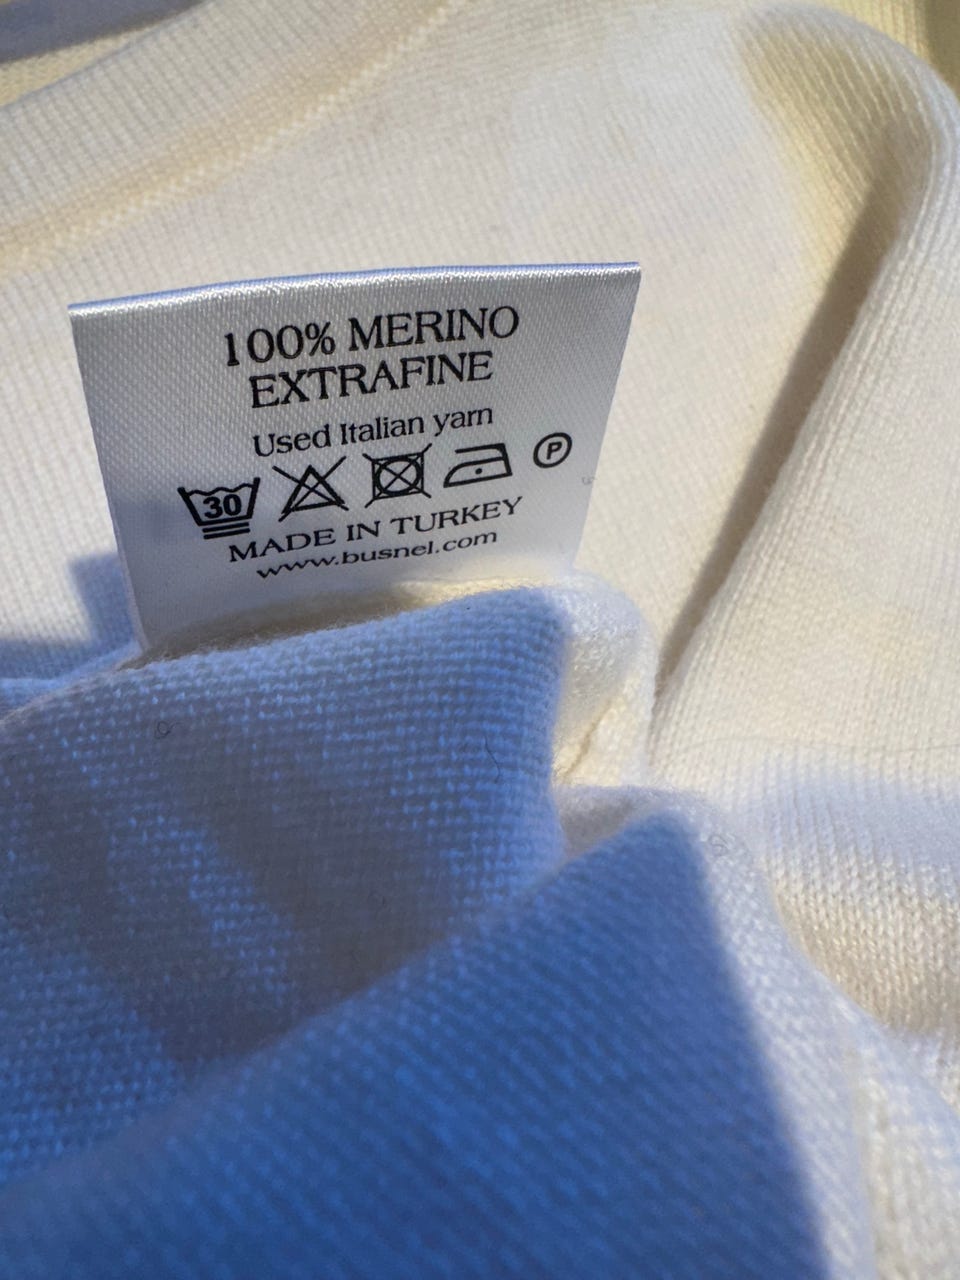 100% MERINO
EXTRAFINE
Used Italian yarn
30 P
MADE IN TURKEY
www.busnel.com